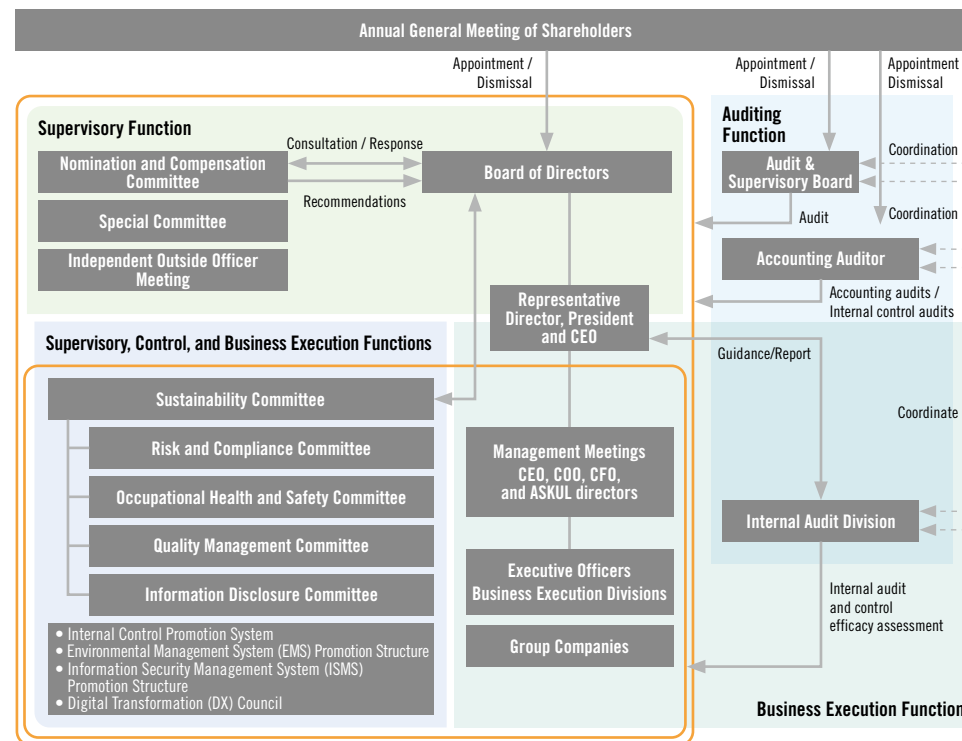 Annual General Meeting of Shareholders
Appointment /
Dismissal
Appointment /
Dismissal
Appointment
Dismissal
Supervisory Function
Nomination and Compensation
Committee
Consultation / Response
Recommendations
Board of Directors
Special Committee
Independent Outside Officer
Meeting
Auditing
Function
Audit &
Supervisory Board
Coordination
Audit
Coordination
Accounting Auditor
Accounting audits /
Internal control audits
Representative
Director, President
and CEO
Guidance/Report
Coordinate
Supervisory, Control, and Business Execution Functions
Sustainability Committee
Risk and Compliance Committee
Occupational Health and Safety Committee
Quality Management Committee
Information Disclosure Committee
• Internal Control Promotion System
• Environmental Management System (EMS) Promotion Structure
• Information Security Management System (ISMS)
Promotion Structure
• Digital Transformation (DX) Council
Management Meetings
CEO, COO, CFO,
and ASKUL directors
Executive Officers
Business Execution Divisions
Group Companies
Internal Audit Division
Internal audit
and control
efficacy assessment
Business Execution Function